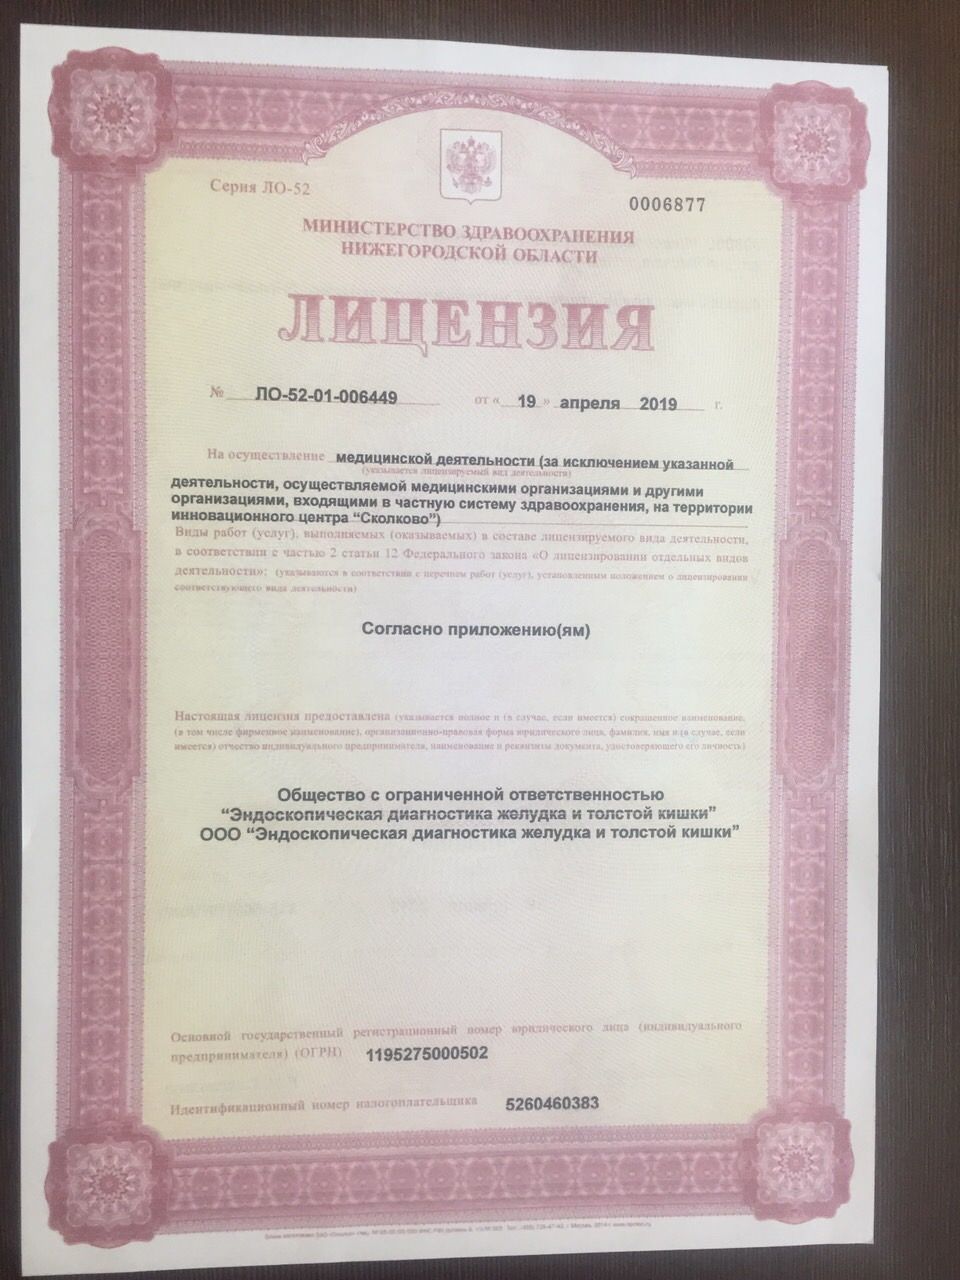 Серия ЛО-52
0006877
МИНИСТЕРСТВО ЗДРАВООХРАНЕНИЯ
НИЖЕГОРОДСКОЙ ОБЛАСТИ
ЛИЦЕНЗИЯ
№ ЛО-52-01-006449 от « 19 » апреля 2019 г.
На осуществление медицинской деятельности (за исключением указанной
(указывается лицензируемый вид деятельности)
деятельности, осуществляемой медицинскими организациями и другими
организациями, входящими в частную систему здравоохранения, на территории
инновационного центра “Сколково”)
Виды работ (услуг), выполняемых (оказываемых) в составе лицензируемого вида деятельности,
в соответствии с частью 2 статьи 12 Федерального закона «О лицензировании отдельных видов
деятельности»: (указываются в соответствии с перечнем работ (услуг), установленным положением о лицензировании
соответствующего вида деятельности)
Согласно приложению(ям)
Настоящая лицензия предоставлена (указывается полное и (в случае, если имеется) сокращенное наименование,
(в том числе фирменное наименование), организационно-правовая форма юридического лица, фамилия, имя и (в случае, если
имеется) отчество индивидуального предпринимателя, наименование и реквизиты документа, удостоверяющего его личность)
Общество с ограниченной ответственностью
“Эндоскопическая диагностика желудка и толстой кишки”
ООО “Эндоскопическая диагностика желудка и толстой кишки”
Основной государственный регистрационный номер юридического лица (индивидуального
предпринимателя) (ОГРН) 1195275000502
Идентификационный номер налогоплательщика 5260460383